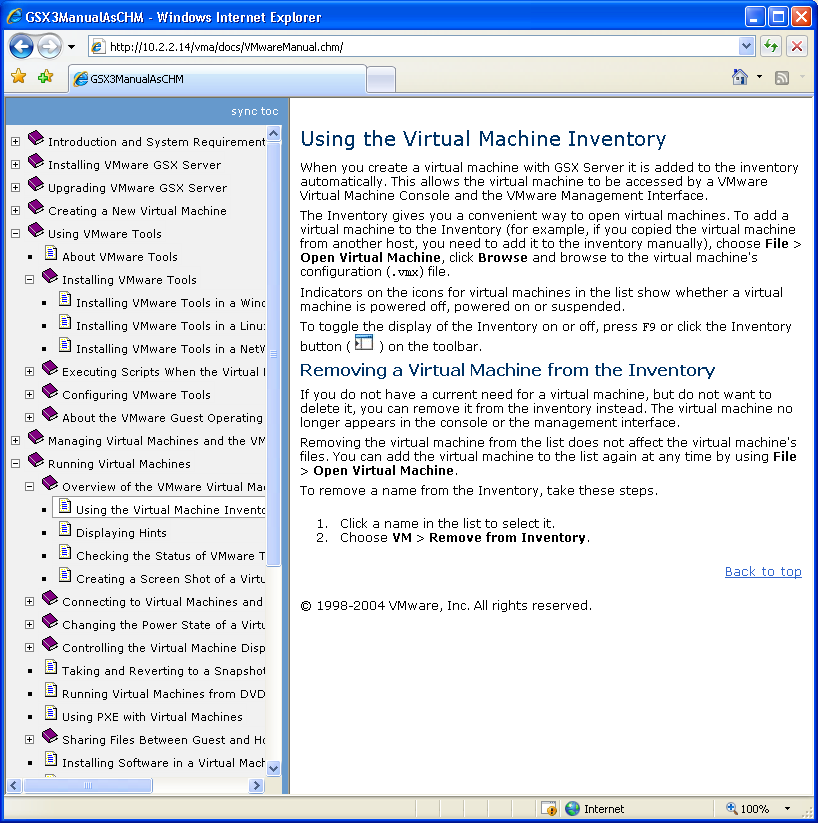 GSX3ManualAsCHM - Windows Internet Explorer
http://10.2.2.14/vma/docs/VMwareManual.chm/
GSX3ManualAsCHM
sync toc
Introduction and System Requirement
Installing VMware GSX Server
Upgrading VMware GSX Server
Creating a New Virtual Machine
Using VMware Tools
About VMware Tools
Installing VMware Tools
Installing VMware Tools in a Wind
Installing VMware Tools in a Linu
Installing VMware Tools in a NetW
Executing Scripts When the Virtual
Configuring VMware Tools
About the VMware Guest Operating
Managing Virtual Machines and the VM
Running Virtual Machines
Overview of the VMware Virtual Mac
Using the Virtual Machine Invento
Displaying Hints
Checking the Status of VMware T
Creating a Screen Shot of a Virtu
Connecting to Virtual Machines and
Changing the Power State of a Virtu
Controlling the Virtual Machine Disp
Taking and Reverting to a Snapshot
Running Virtual Machines from DVD
Using PXE with Virtual Machines
Sharing Files Between Guest and Ho
Installing Software in a Virtual Mach
Using the Virtual Machine Inventory
When you create a virtual machine with GSX Server it is added to the inventory
automatically. This allows the virtual machine to be accessed by a VMware
Virtual Machine Console and the VMware Management Interface.
The Inventory gives you a convenient way to open virtual machines. To add a
virtual machine to the Inventory (for example, if you copied the virtual machine
from another host, you need to add it to the inventory manually), choose File >
Open Virtual Machine, click Browse and browse to the virtual machine's
configuration (.vmx) file.
Indicators on the icons for virtual machines in the list show whether a virtual
machine is powered off, powered on or suspended.
To toggle the display of the Inventory on or off, press F9 or click the Inventory
button ( ) on the toolbar.
Removing a Virtual Machine from the Inventory
If you do not have a current need for a virtual machine, but do not want to
delete it, you can remove it from the inventory instead. The virtual machine no
longer appears in the console or the management interface.
Removing the virtual machine from the list does not affect the virtual machine's
files. You can add the virtual machine to the list again at any time by using File
> Open Virtual Machine.
To remove a name from the Inventory, take these steps.
1. Click a name in the list to select it.
2. Choose VM > Remove from Inventory.
Back to top
© 1998-2004 VMware, Inc. All rights reserved.
Internet
100%